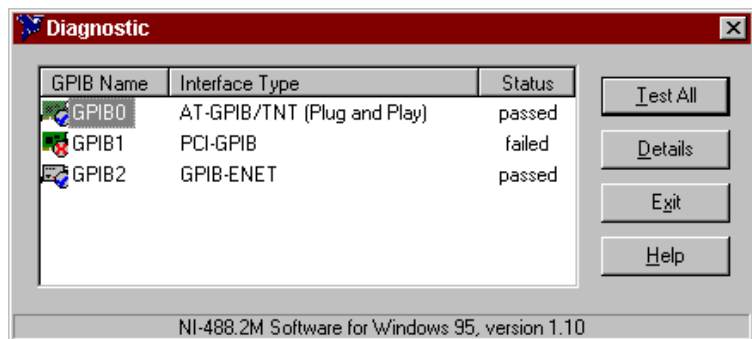 Diagnostic
GPIB Name Interface Type Status
GPIB0 AT-GPIB/TNT (Plug and Play) passed
GPIB1 PCI-GPIB failed
GPIB2 GPIB-ENET passed
Test All
Details
Exit
Help
NI-488.2M Software for Windows 95, version 1.10